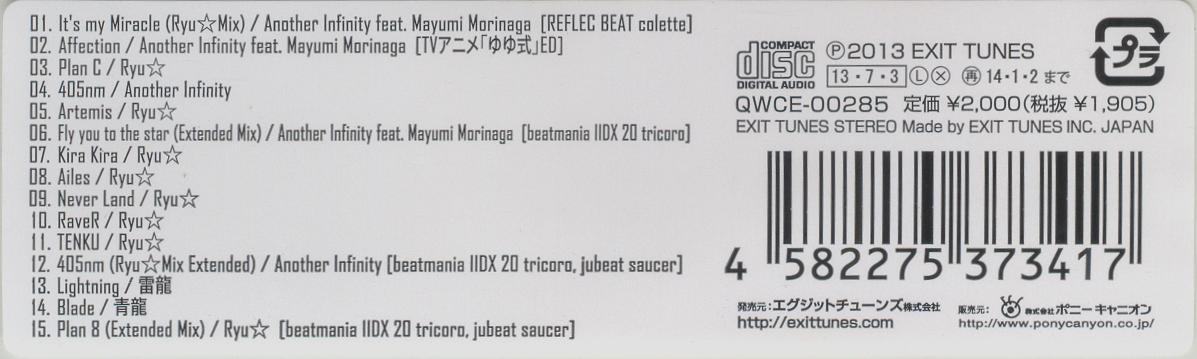 01. It's my Miracle (Ryu☆Mix) / Another Infinity feat. Mayumi Morinaga [REFLEC BEAT colette]
02. Affection / Another Infinity feat. Mayumi Morinaga [TVアニメ「ゆゆ式」ED]
03. Plan C / Ryu☆
04. 405nm / Another Infinity
05. Artemis / Ryu☆
06. Fly you to the star (Extended Mix) / Another Infinity feat. Mayumi Morinaga [beatmania IIDX 20 tricoro]
07. Kira Kira / Ryu☆
08. Ailes / Ryu☆
09. Never Land / Ryu☆
10. RaveR / Ryu☆
11. TENKU / Ryu☆
12. 405nm (Ryu☆Mix Extended) / Another Infinity [beatmania IIDX 20 tricoro, jubeat saucer]
13. Lightning / 雷龍
14. Blade / 青龍
15. Plan 8 (Extended Mix) / Ryu☆ [beatmania IIDX 20 tricoro, jubeat saucer]
COMPACT
disc
DIGITAL AUDIO
Ⓟ2013 EXIT TUNES
13・7・3 Ⓛ ⓧ ㊢再 14・1・2 まで
プラ
QWCE-00285 定価 ¥2,000(税抜 ¥1,905)
EXIT TUNES STEREO Made by EXIT TUNES INC. JAPAN
4 582275 373417
発売元:エグジットチューンズ株式会社
http://exittunes.com
販売元: 株式会社ポニーキャニオン
http://www.ponycanyon.co.jp/